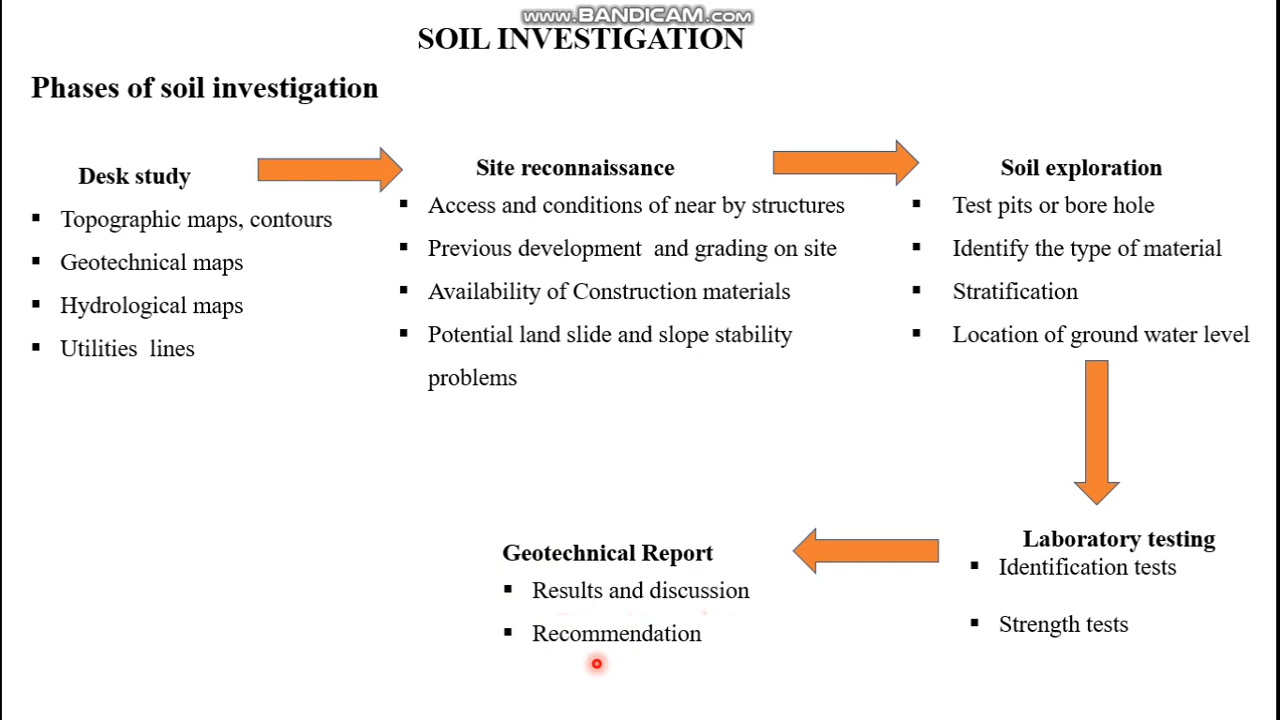 www.BANDICAM.com
SOIL INVESTIGATION
Phases of soil investigation
Desk study
▪ Topographic maps, contours
▪ Geotechnical maps
▪ Hydrological maps
▪ Utilities lines
Site reconnaissance
▪ Access and conditions of near by structures
▪ Previous development and grading on site
▪ Availability of Construction materials
▪ Potential land slide and slope stability
problems
Soil exploration
▪ Test pits or bore hole
▪ Identify the type of material
▪ Stratification
▪ Location of ground water level
Laboratory testing
▪ Identification tests
▪ Strength tests
Geotechnical Report
▪ Results and discussion
▪ Recommendation